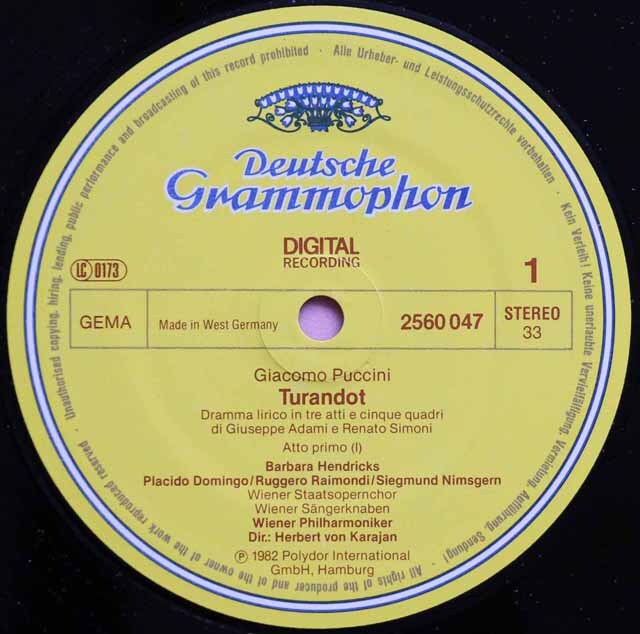 Alle Urheber- und Leistungsschutzrechte vorbehalten · Kein Verleih! Keine unerlaubte Vervielfältigung, Vermietung, Aufführung, Sendung!
All rights of the producer and of the owner of the work reproduced reserved · Unauthorised copying, hiring, lending, public performance and broadcasting of this record prohibited ·
Deutsche
Grammophon
DIGITAL
RECORDING
LC 0173
1
GEMA
Made in West Germany
2560 047
STEREO
33
Giacomo Puccini
Turandot
Dramma lirico in tre atti e cinque quadri
di Giuseppe Adami e Renato Simoni
Atto primo (I)
Barbara Hendricks
Placido Domingo/Ruggero Raimondi/Siegmund Nimsgern
Wiener Staatsopernchor
Wiener Sängerknaben
Wiener Philharmoniker
Dir.: Herbert von Karajan
℗ 1982 Polydor International
GmbH, Hamburg